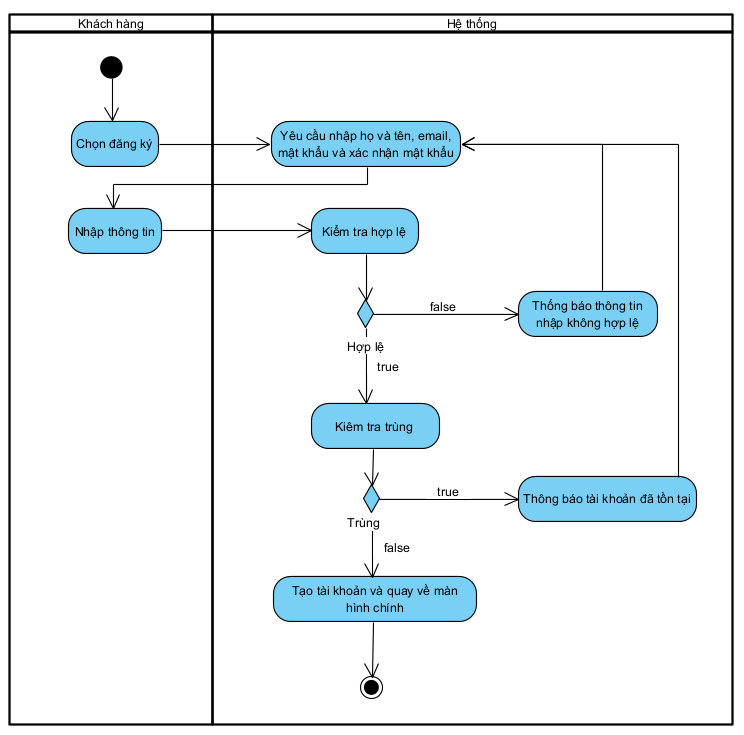 Khách hàng
Hệ thống
Chọn đăng ký
Yêu cầu nhập họ và tên, email,
mật khẩu và xác nhận mật khẩu
Nhập thông tin
Kiểm tra hợp lệ
false
Thống báo thông tin
nhập không hợp lệ
Hợp lệ
true
Kiêm tra trùng
true
Thông báo tài khoản đã tồn tại
Trùng
false
Tạo tài khoản và quay về màn
hình chính